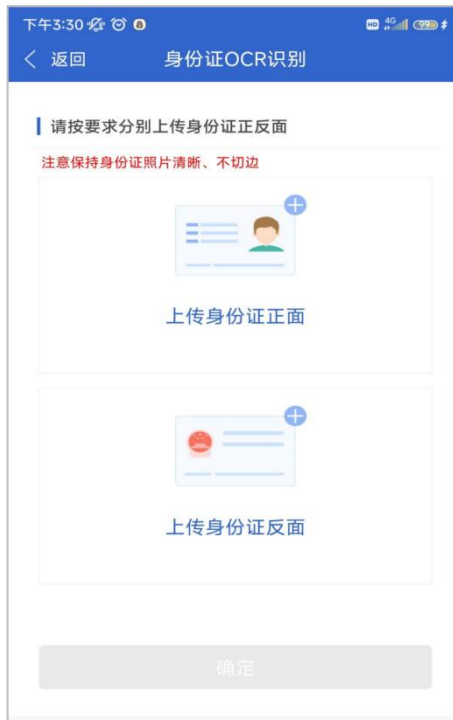 下午3:30
HD 4G 99
返回 身份证OCR识别
请按要求分别上传身份证正反面
注意保持身份证照片清晰、不切边
上传身份证正面
上传身份证反面
确定